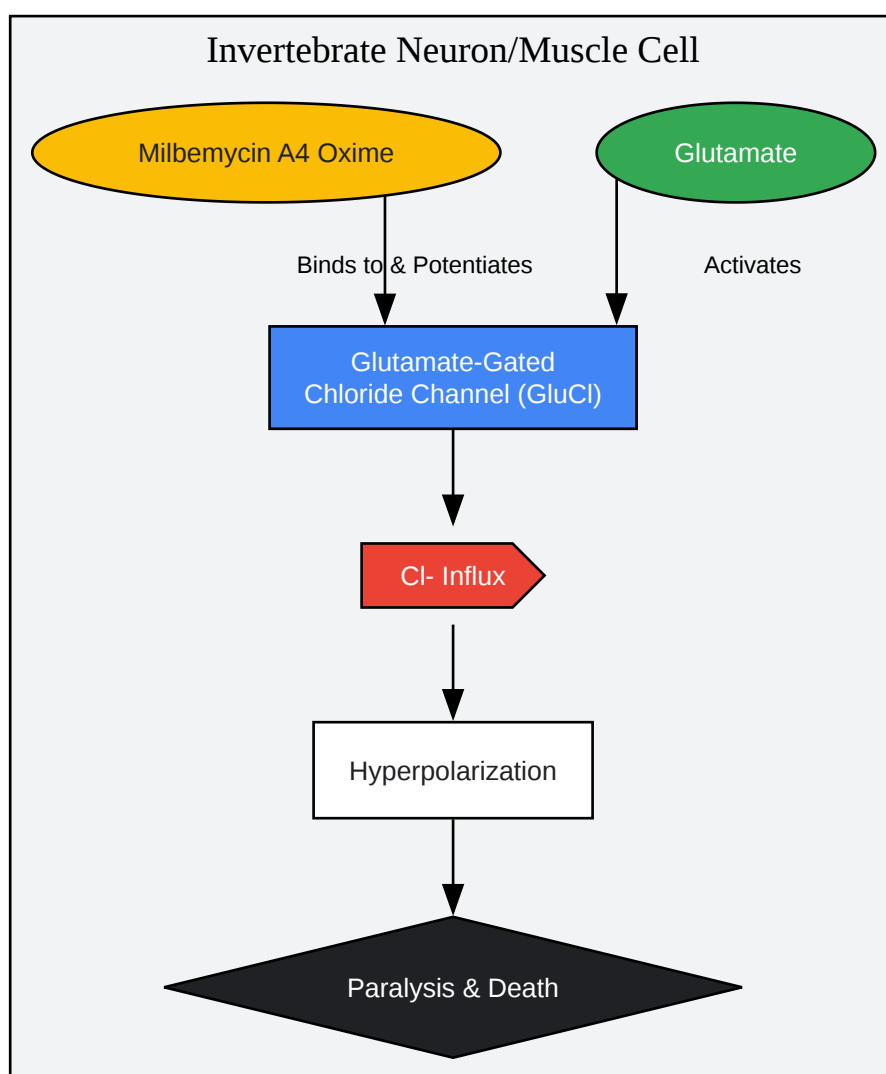 Invertebrate Neuron/Muscle Cell
Milbemycin A4 Oxime
Glutamate
Binds to & Potentiates
Activates
Glutamate-Gated
Chloride Channel (GluCl)
Cl- Influx
Hyperpolarization
Paralysis & Death